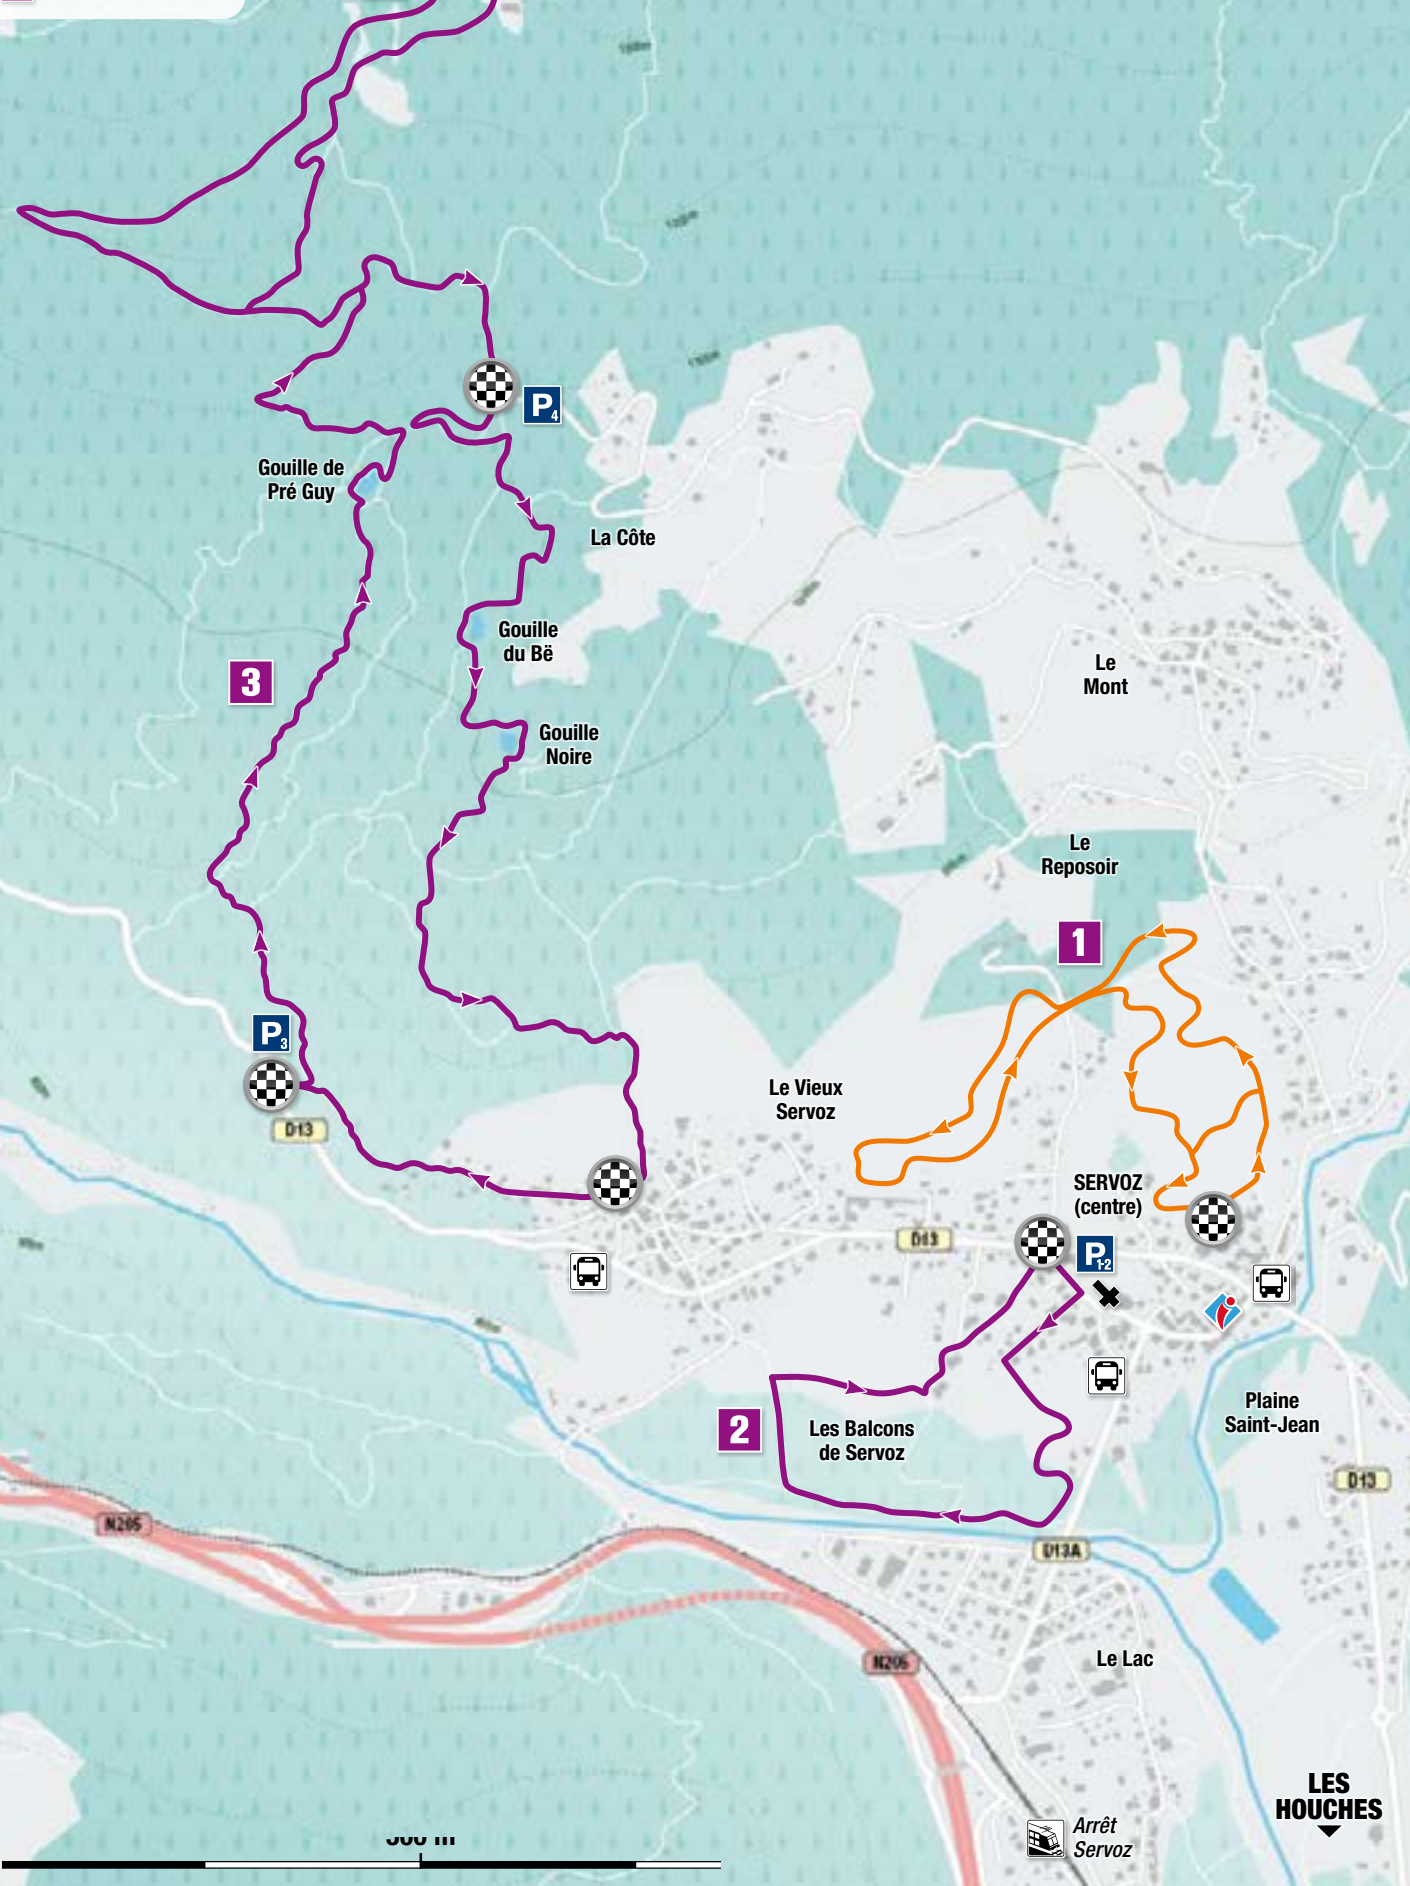 P4
Gouille de
Pré Guy
La Côte
Gouille
du Bë
Le
Mont
3
Gouille
Noire
Le
Reposoir
1
P3
Le Vieux
Servoz
D13
SERVOZ
(centre)
D13
P1-2
Plaine
Saint-Jean
2
Les Balcons
de Servoz
D13
N205
D13A
Le Lac
N205
LES
HOUCHES
Arrêt
Servoz